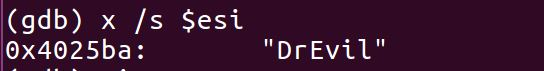 (gdb) x /s $esi
0x4025ba: "DrEvil"